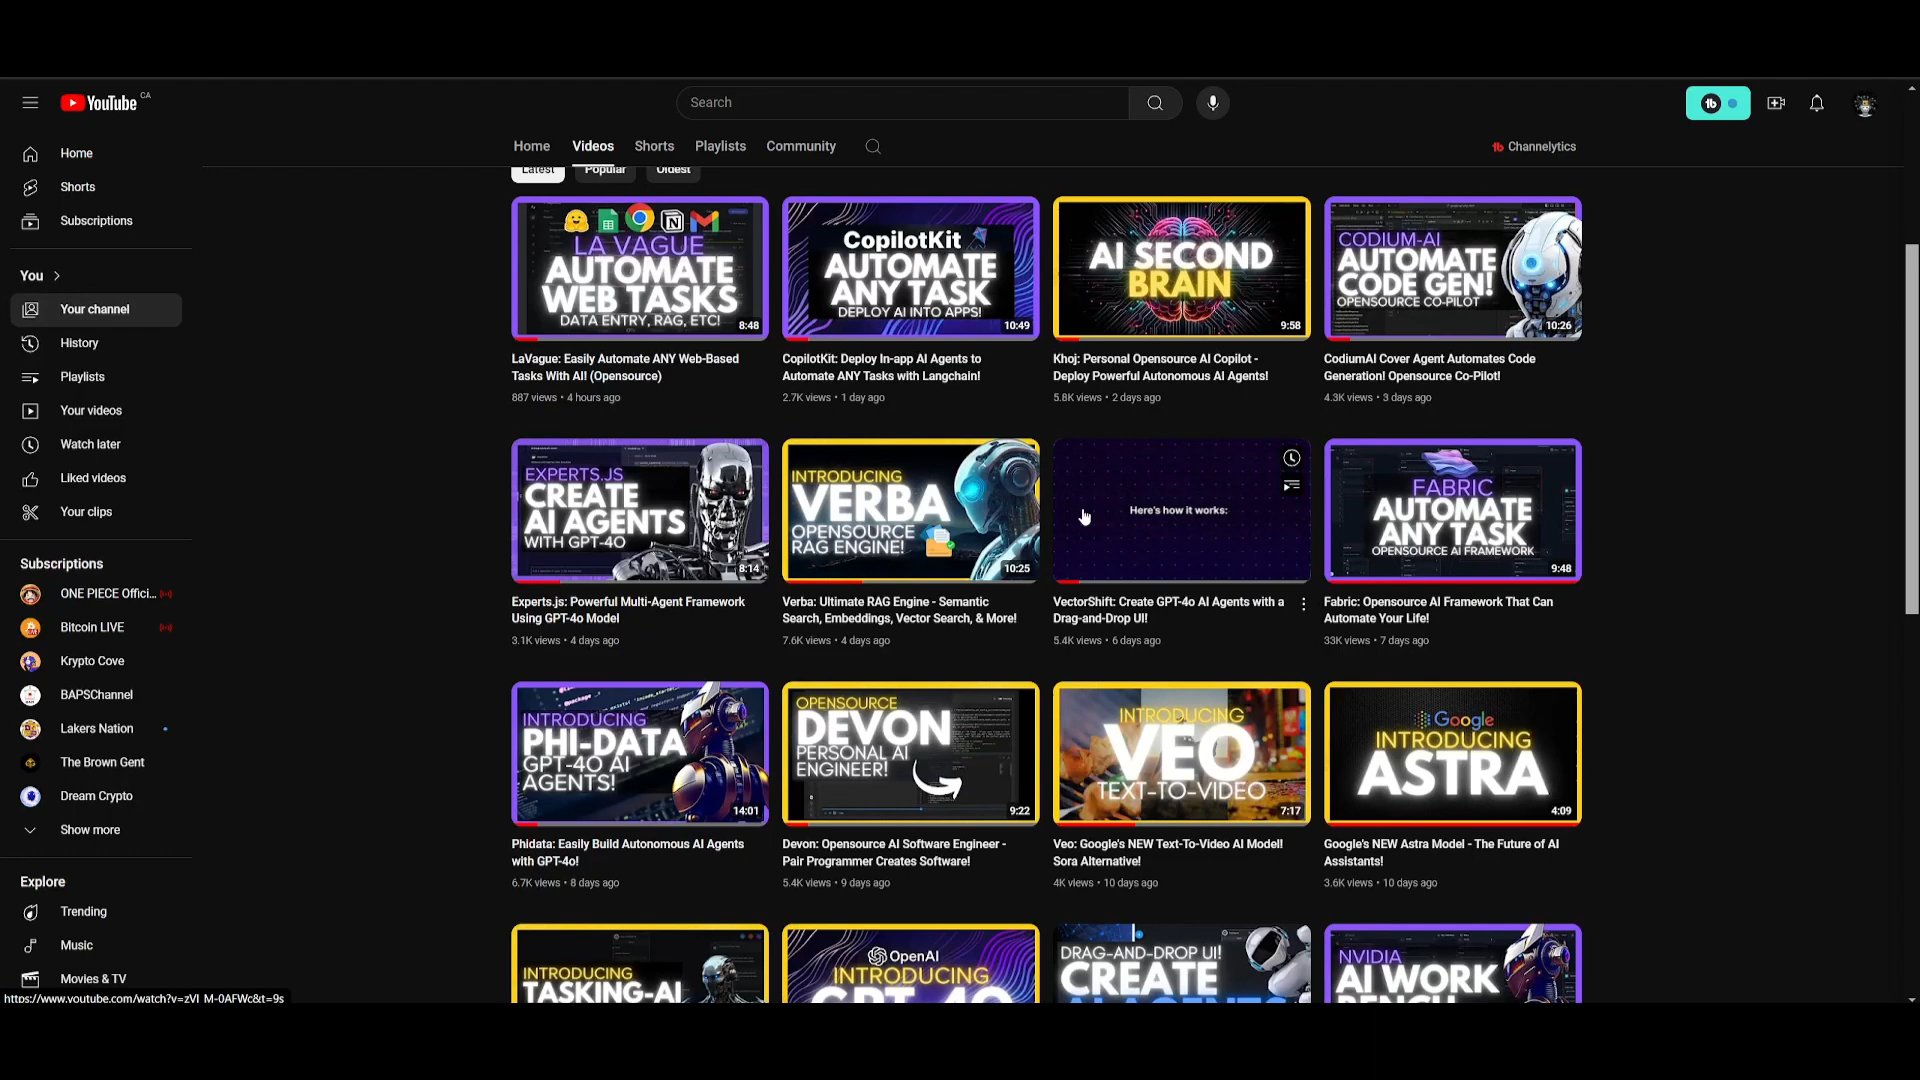 YouTube CA
Search
Home
Videos
Shorts
Playlists
Community
Channelytics
Latest
Popular
Oldest
Home
Shorts
Subscriptions
You
Your channel
History
Playlists
Your videos
Watch later
Liked videos
Your clips
Subscriptions
ONE PIECE Offici...
Bitcoin LIVE
Krypto Cove
BAPSChannel
Lakers Nation
The Brown Gent
Dream Crypto
Show more
Explore
Trending
Music
Movies & TV
https://www.youtube.com/watch?v=zVI_M-0AFWc&t=9s
LA VAGUE
AUTOMATE
WEB TASKS
DATA ENTRY, RAG, ETC!
8:48
LaVague: Easily Automate ANY Web-Based
Tasks With AI! (Opensource)
887 views • 4 hours ago
CopilotKit
AUTOMATE
ANY TASK
DEPLOY AI INTO APPS!
10:49
CopilotKit: Deploy In-app AI Agents to
Automate ANY Tasks with Langchain!
2.7K views • 1 day ago
AI SECOND
BRAIN
9:58
Khoj: Personal Opensource AI Copilot -
Deploy Powerful Autonomous AI Agents!
5.8K views • 2 days ago
CODIUM-AI
AUTOMATE
CODE GEN!
OPENSOURCE CO-PILOT
10:26
CodiumAI Cover Agent Automates Code
Generation! Opensource Co-Pilot!
4.3K views • 3 days ago
EXPERTS.JS
CREATE
AI AGENTS
WITH GPT-4O
8:14
Experts.js: Powerful Multi-Agent Framework
Using GPT-4o Model
3.1K views • 4 days ago
INTRODUCING
VERBA
OPENSOURCE
RAG ENGINE!
10:25
Verba: Ultimate RAG Engine - Semantic
Search, Embeddings, Vector Search, & More!
7.6K views • 4 days ago
Here's how it works:
VectorShift: Create GPT-4o AI Agents with a
Drag-and-Drop UI!
5.4K views • 6 days ago
FABRIC
AUTOMATE
ANY TASK
OPENSOURCE AI FRAMEWORK
9:48
Fabric: Opensource AI Framework That Can
Automate Your Life!
33K views • 7 days ago
INTRODUCING
PHI-DATA
GPT-4O AI
AGENTS!
14:01
Phidata: Easily Build Autonomous AI Agents
with GPT-4o!
6.7K views • 8 days ago
OPENSOURCE
DEVON
PERSONAL AI
ENGINEER!
9:22
Devon: Opensource AI Software Engineer -
Pair Programmer Creates Software!
5.4K views • 9 days ago
INTRODUCING
VEO
TEXT-TO-VIDEO
7:17
Veo: Google's NEW Text-To-Video AI Model!
Sora Alternative!
4K views • 10 days ago
Google
INTRODUCING
ASTRA
4:09
Google's NEW Astra Model - The Future of AI
Assistants!
3.6K views • 10 days ago
INTRODUCING
TASKING-AI
OpenAI
INTRODUCING
GPT-4O
DRAG-AND-DROP UI!
CREATE
AI AGENTS
NVIDIA
AI WORK
BENCH